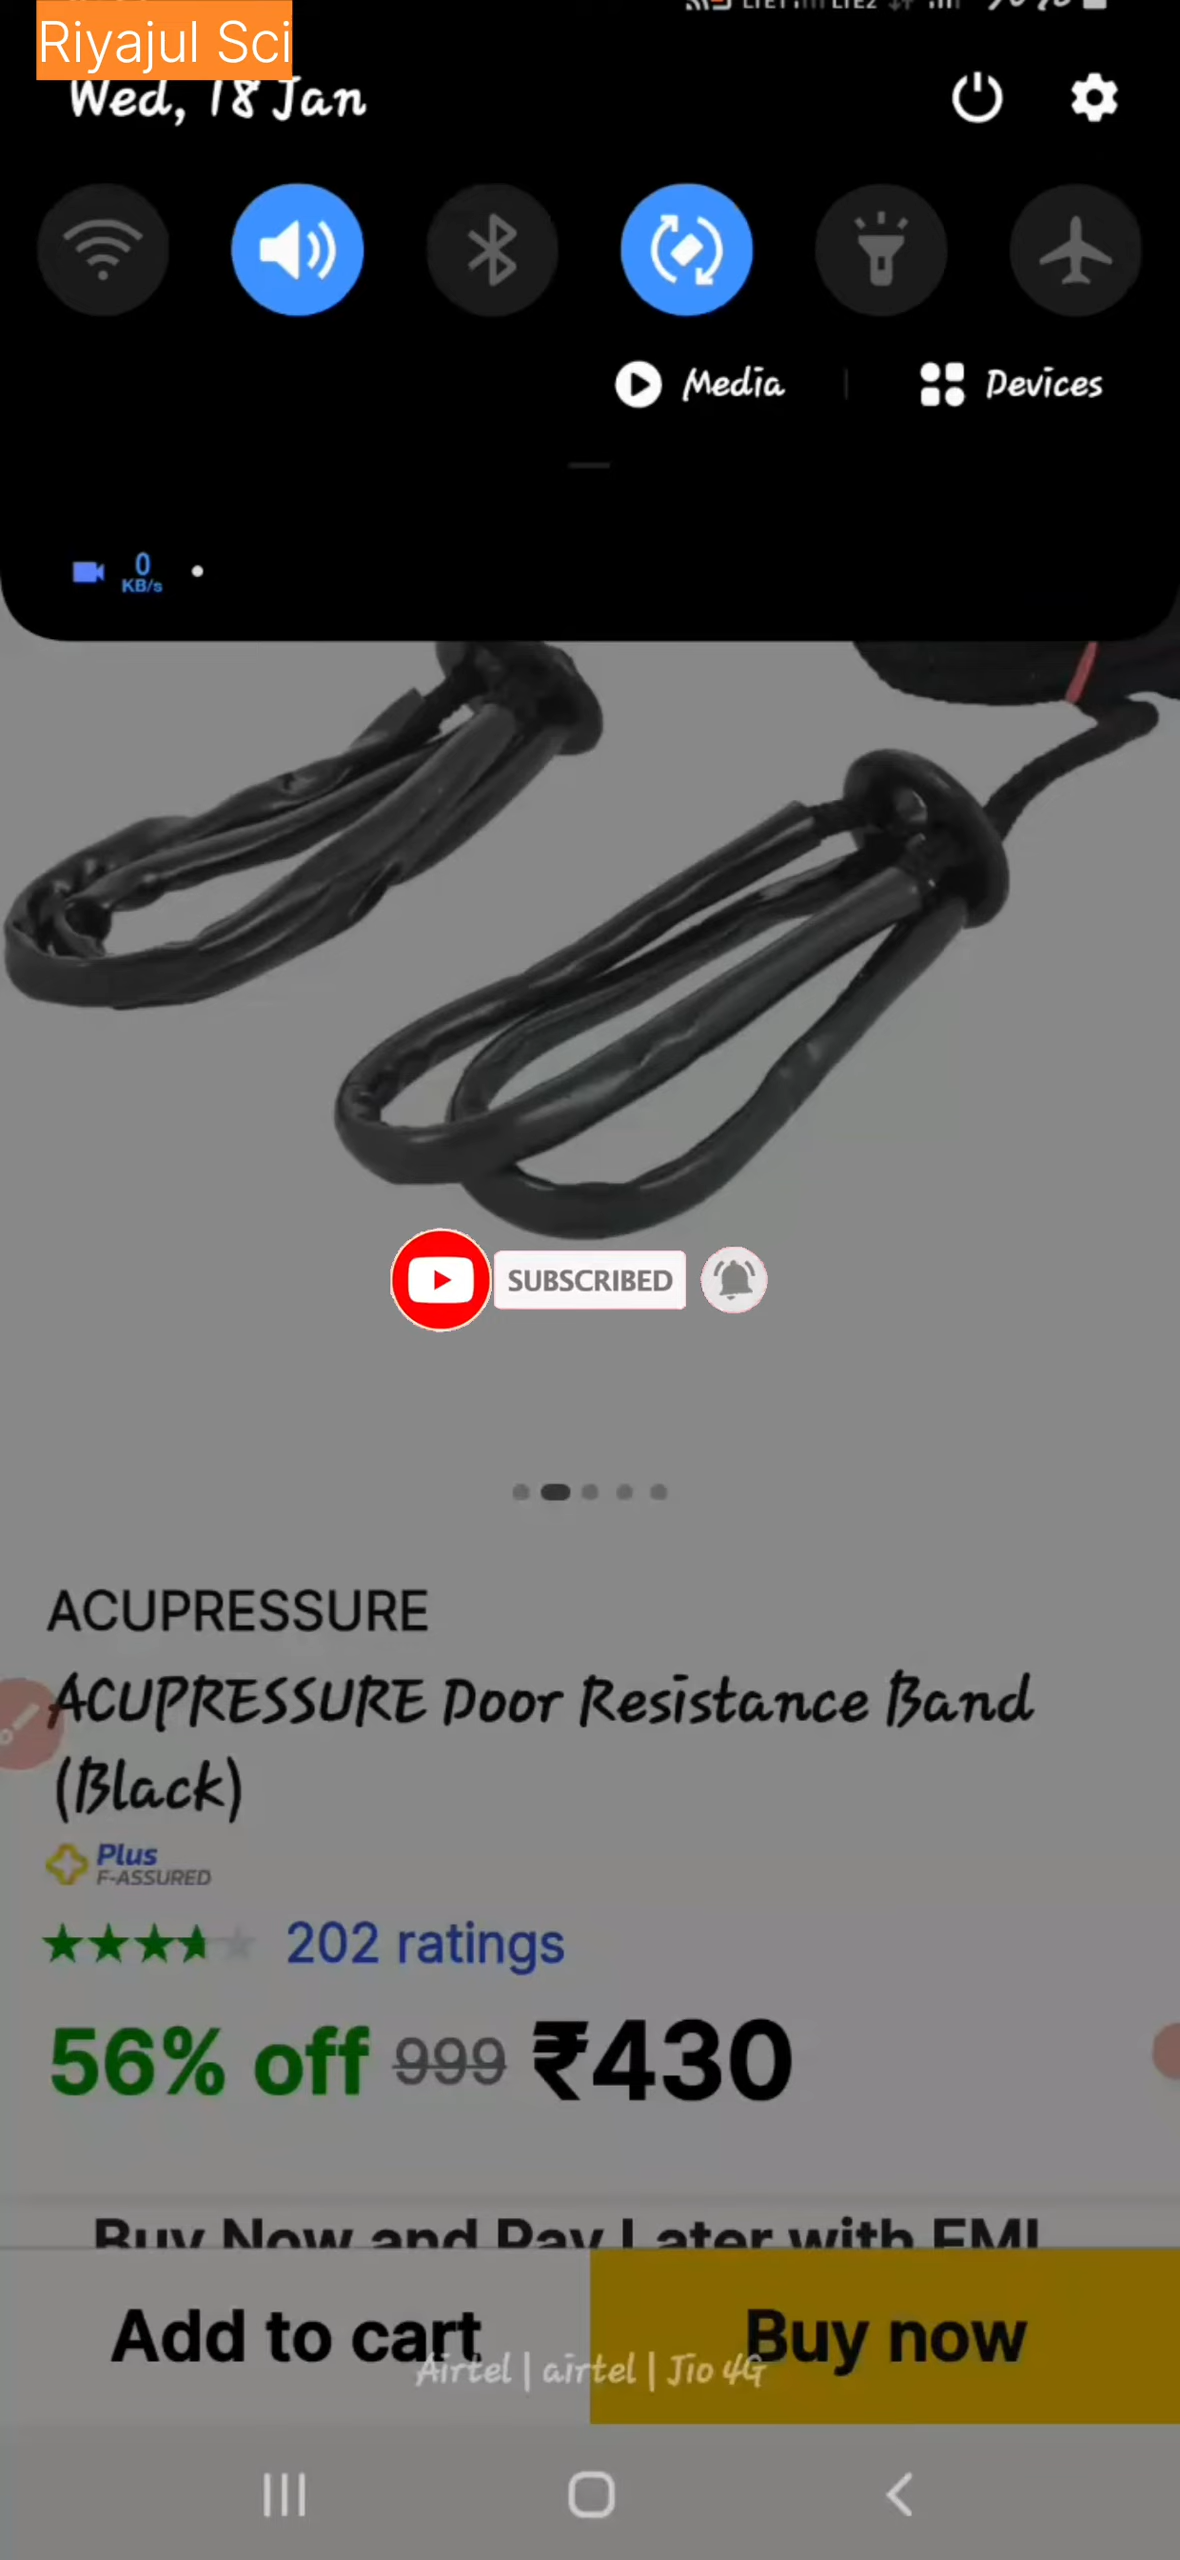 Riyajul Sci
Wed, 18 Jan
Media
Devices
0
KB/s
SUBSCRIBED
ACUPRESSURE
ACUPRESSURE Door Resistance Band
(Black)
Plus
F-ASSURED
202 ratings
56% off 999 ₹430
Buy Now and Pay Later with EMI
Add to cart
Buy now
Airtel | airtel | Jio 4G